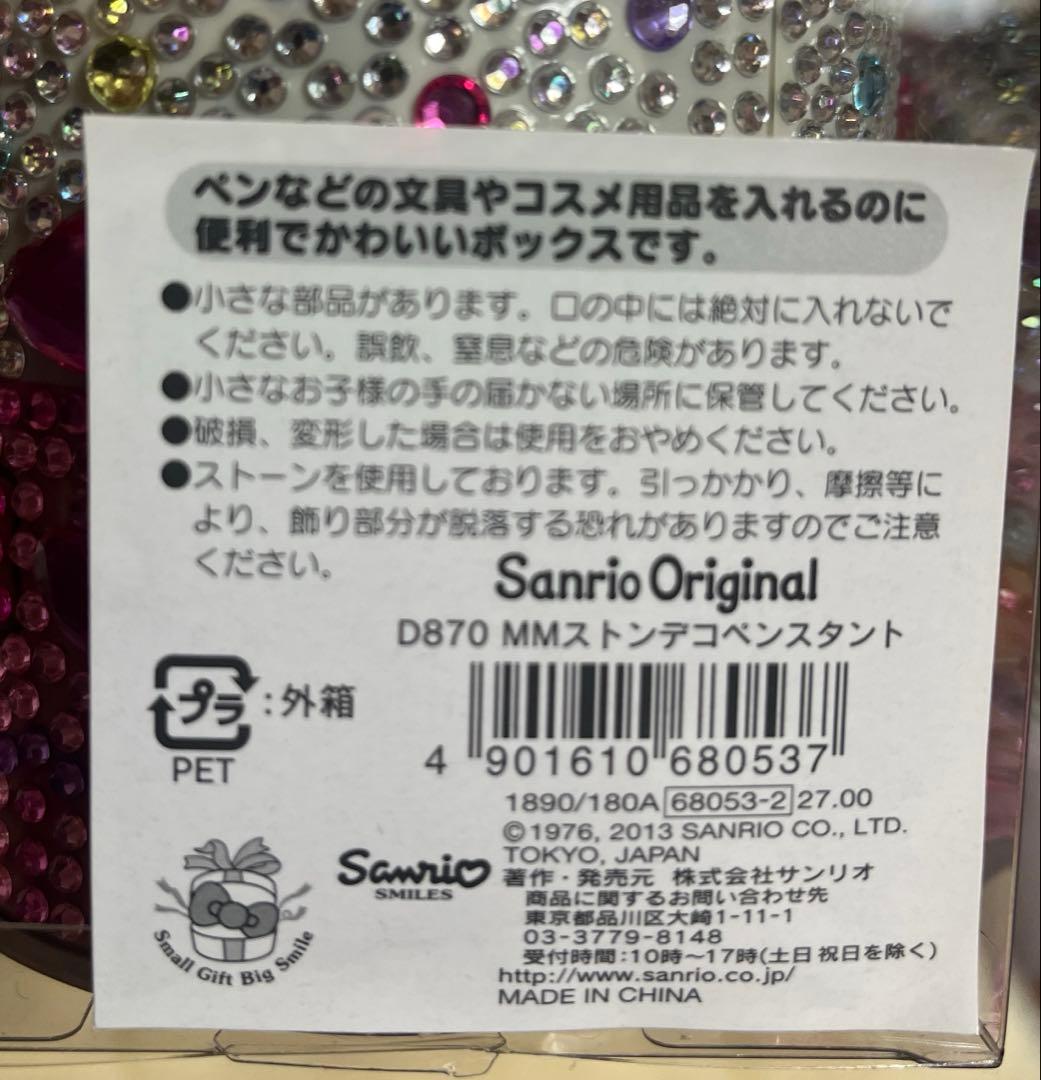 ペンなどの文具やコスメ用品を入れるのに
便利でかわいいボックスです。
●小さな部品があります。口の中には絶対に入れないで
ください。誤飲、窒息などの危険があります。
●小さなお子様の手の届かない場所に保管してください。
●破損、変形した場合は使用をおやめください。
●ストーンを使用しております。引っかかり、摩擦等に
より、飾り部分が脱落する恐れがありますのでご注意
ください。
Sanrio Original
D870 MMストンデコペンスタント
プラ:外箱
PET
4 901610 680537
1890/180A 68053-2 27.00
©1976, 2013 SANRIO CO., LTD.
TOKYO, JAPAN
著作・発売元 株式会社サンリオ
商品に関するお問い合わせ先
東京都品川区大崎1-11-1
03-3779-8148
受付時間:10時〜17時(土日祝日を除く)
http://www.sanrio.co.jp/
MADE IN CHINA
Sanrio
SMILES
Small Gift Big Smile